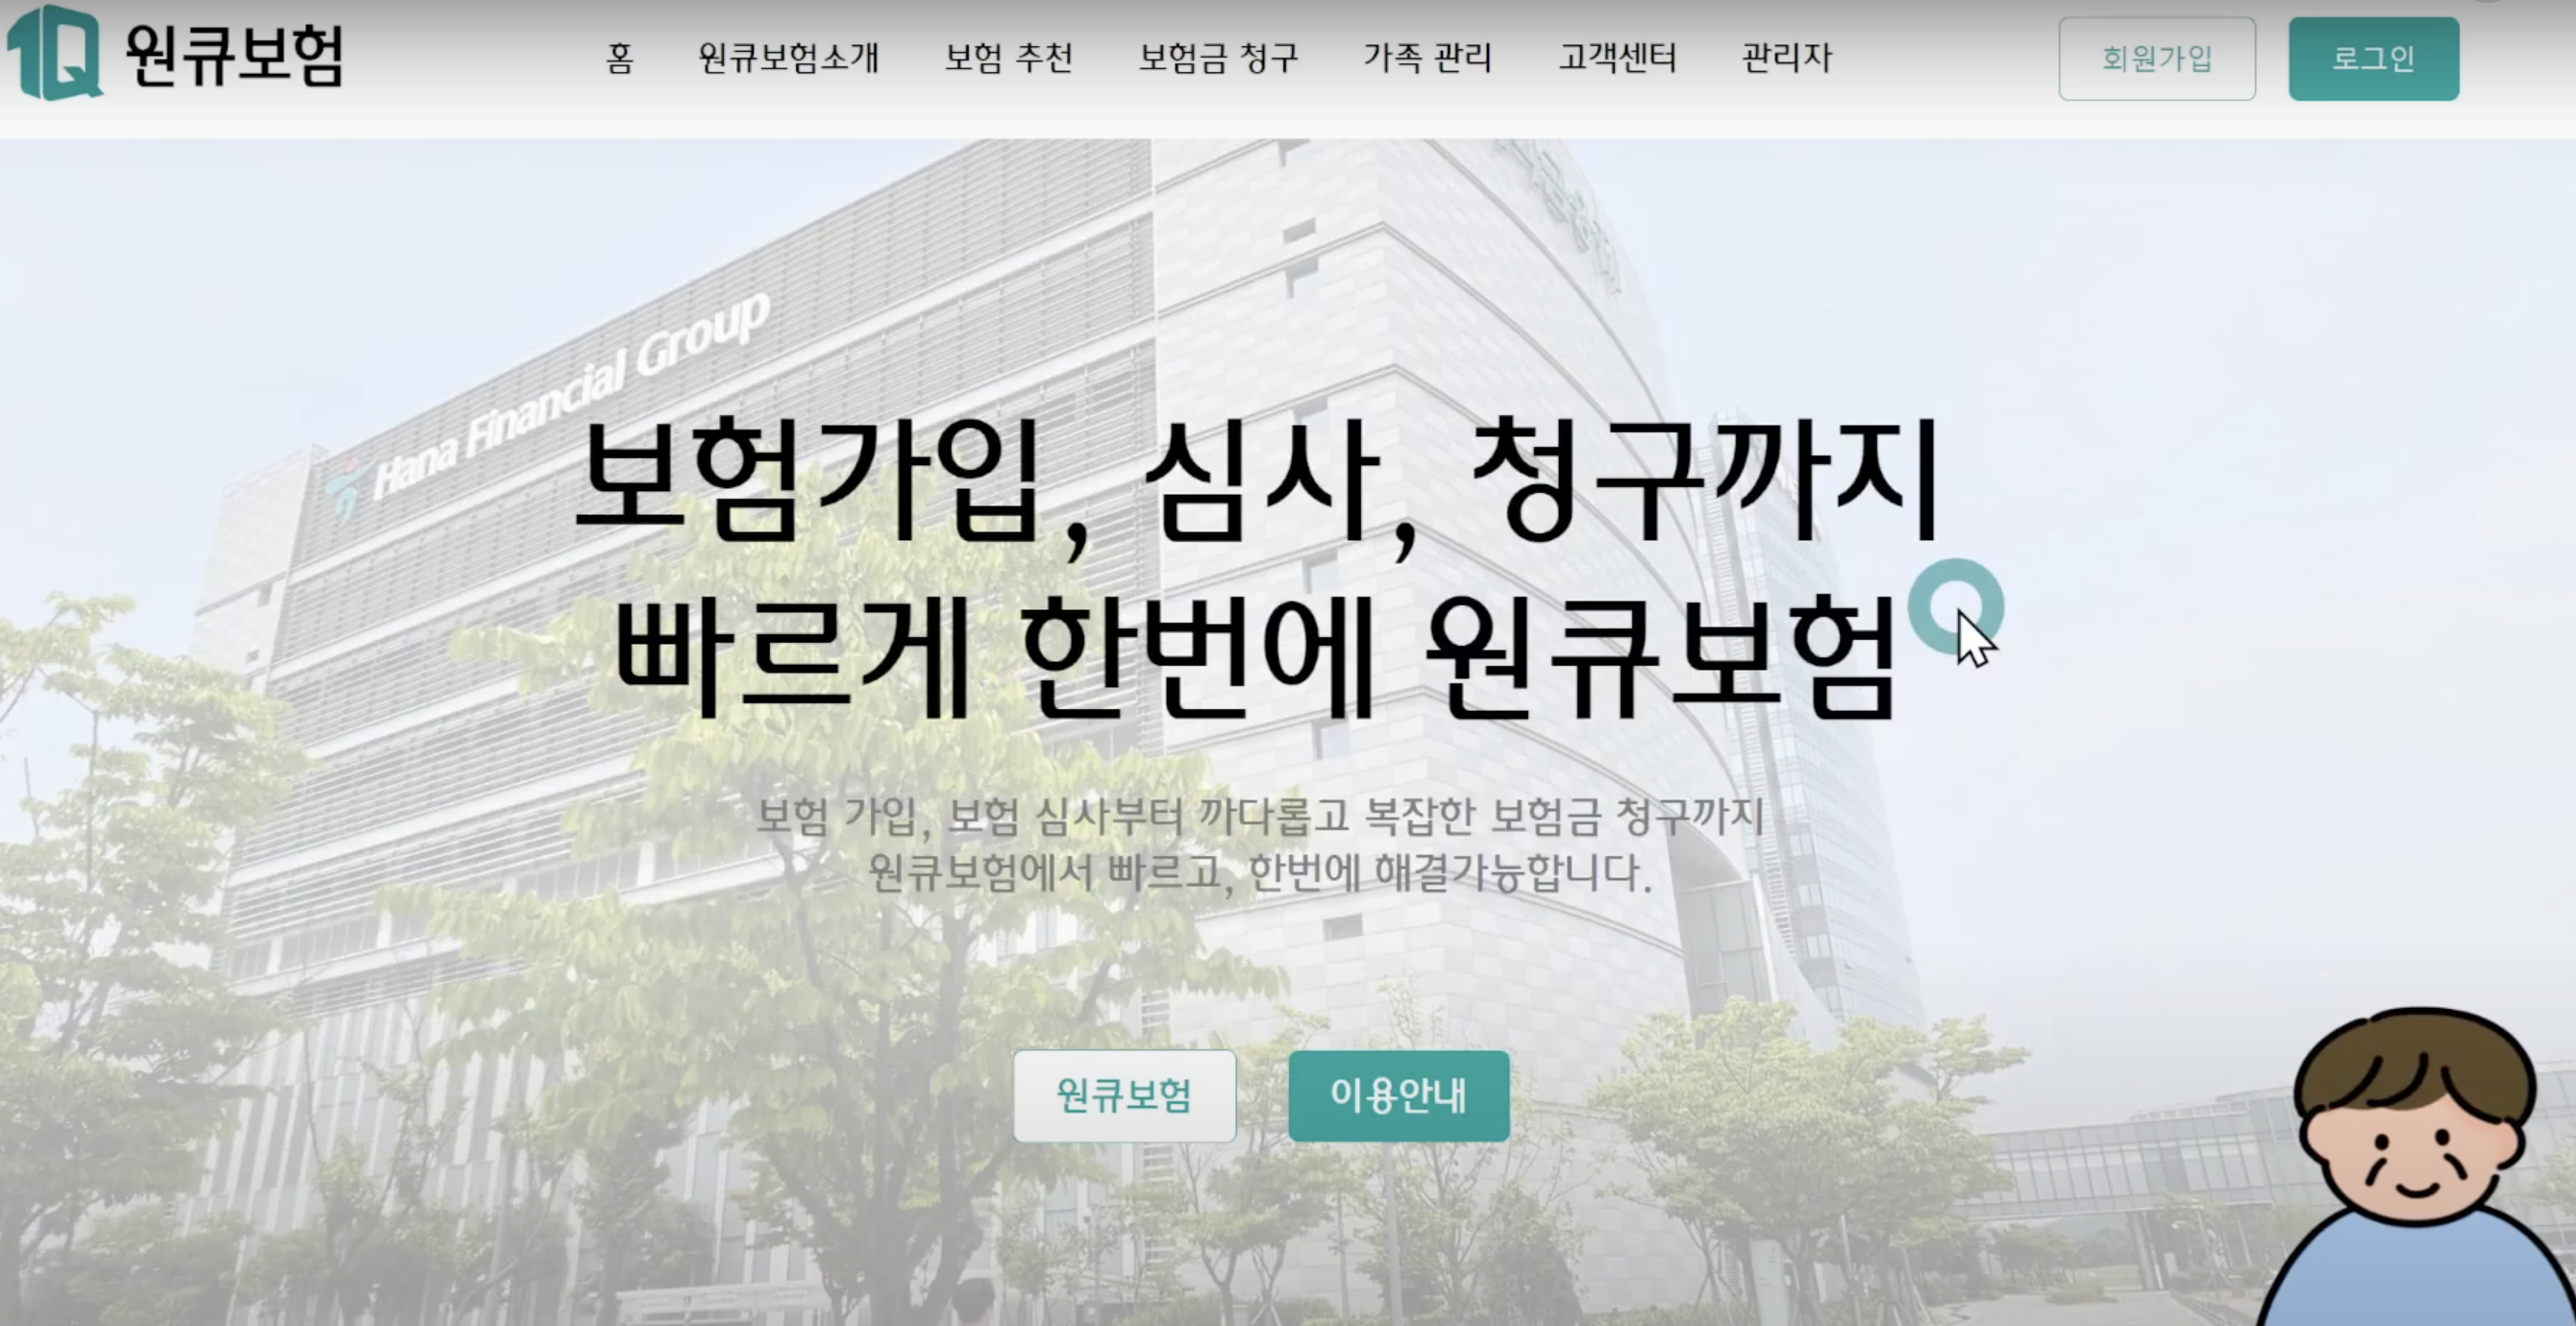 1Q 원큐보험
홈 원큐보험소개 보험 추천 보험금 청구 가족 관리 고객센터 관리자 회원가입 로그인
Hana Financial Group
보험가입, 심사, 청구까지
빠르게 한번에 원큐보험
보험 가입, 보험 심사부터 까다롭고 복잡한 보험금 청구까지
원큐보험에서 빠르고, 한번에 해결가능합니다.
원큐보험 이용안내